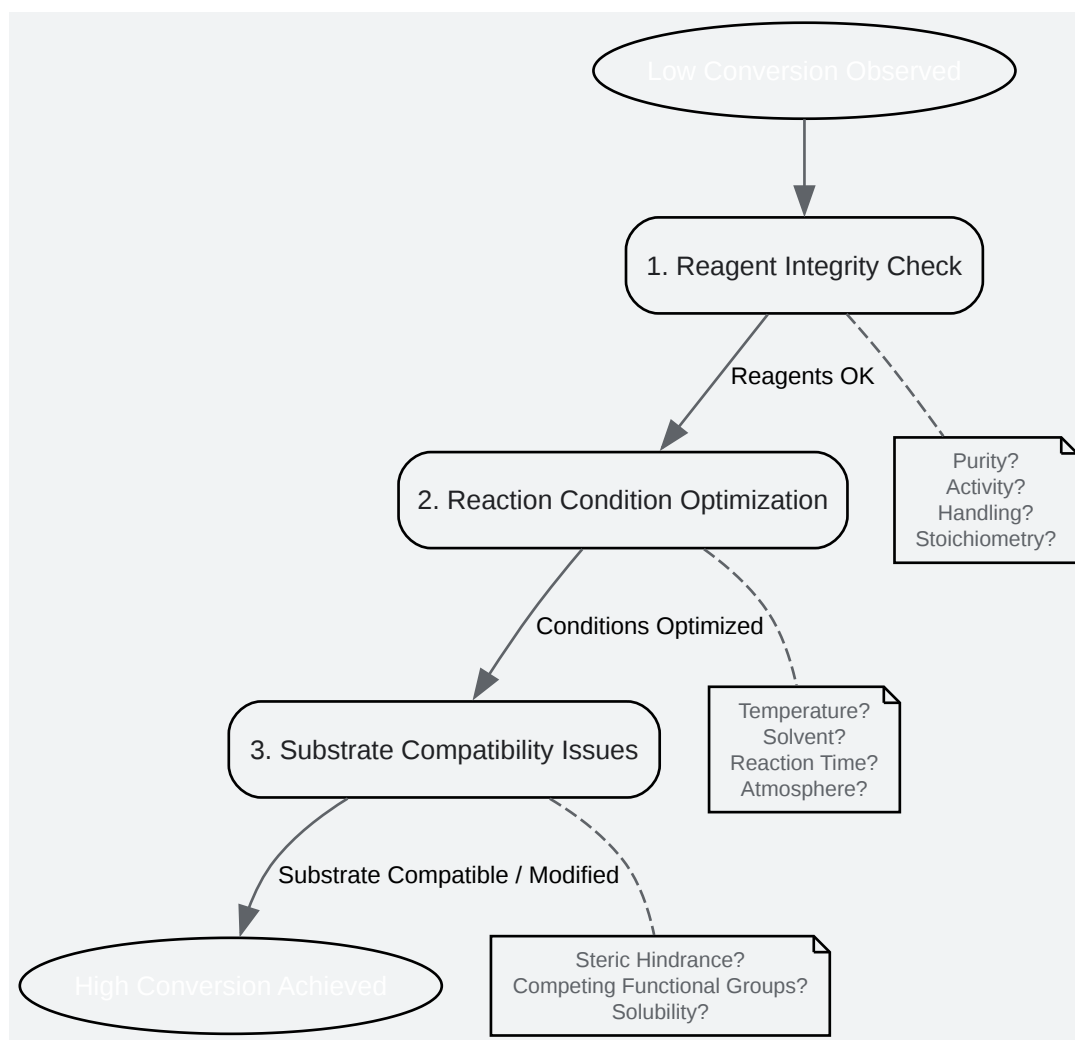 Low Conversion Observed
1. Reagent Integrity Check
Reagents OK
Purity?
Activity?
Handling?
Stoichiometry?
2. Reaction Condition Optimization
Conditions Optimized
Temperature?
Solvent?
Reaction Time?
Atmosphere?
3. Substrate Compatibility Issues
Substrate Compatible / Modified
Steric Hindrance?
Competing Functional Groups?
Solubility?
High Conversion Achieved